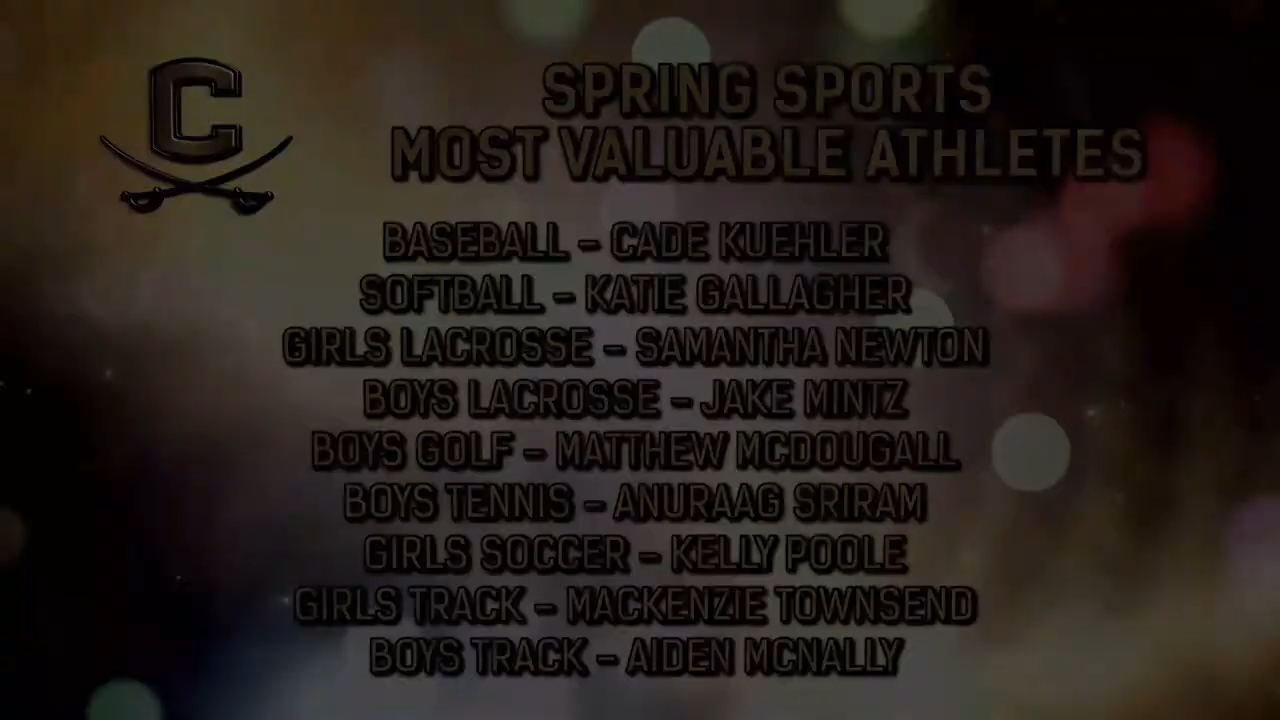 C
SPRING SPORTS
MOST VALUABLE ATHLETES
BASEBALL – CADE KUEHLER
SOFTBALL – KATIE GALLAGHER
GIRLS LACROSSE – SAMANTHA NEWTON
BOYS LACROSSE – JAKE MINTZ
BOYS GOLF – MATTHEW MCDOUGALL
BOYS TENNIS – ANURAAG SRIRAM
GIRLS SOCCER – KELLY POOLE
GIRLS TRACK – MACKENZIE TOWNSEND
BOYS TRACK – AIDEN MCNALLY